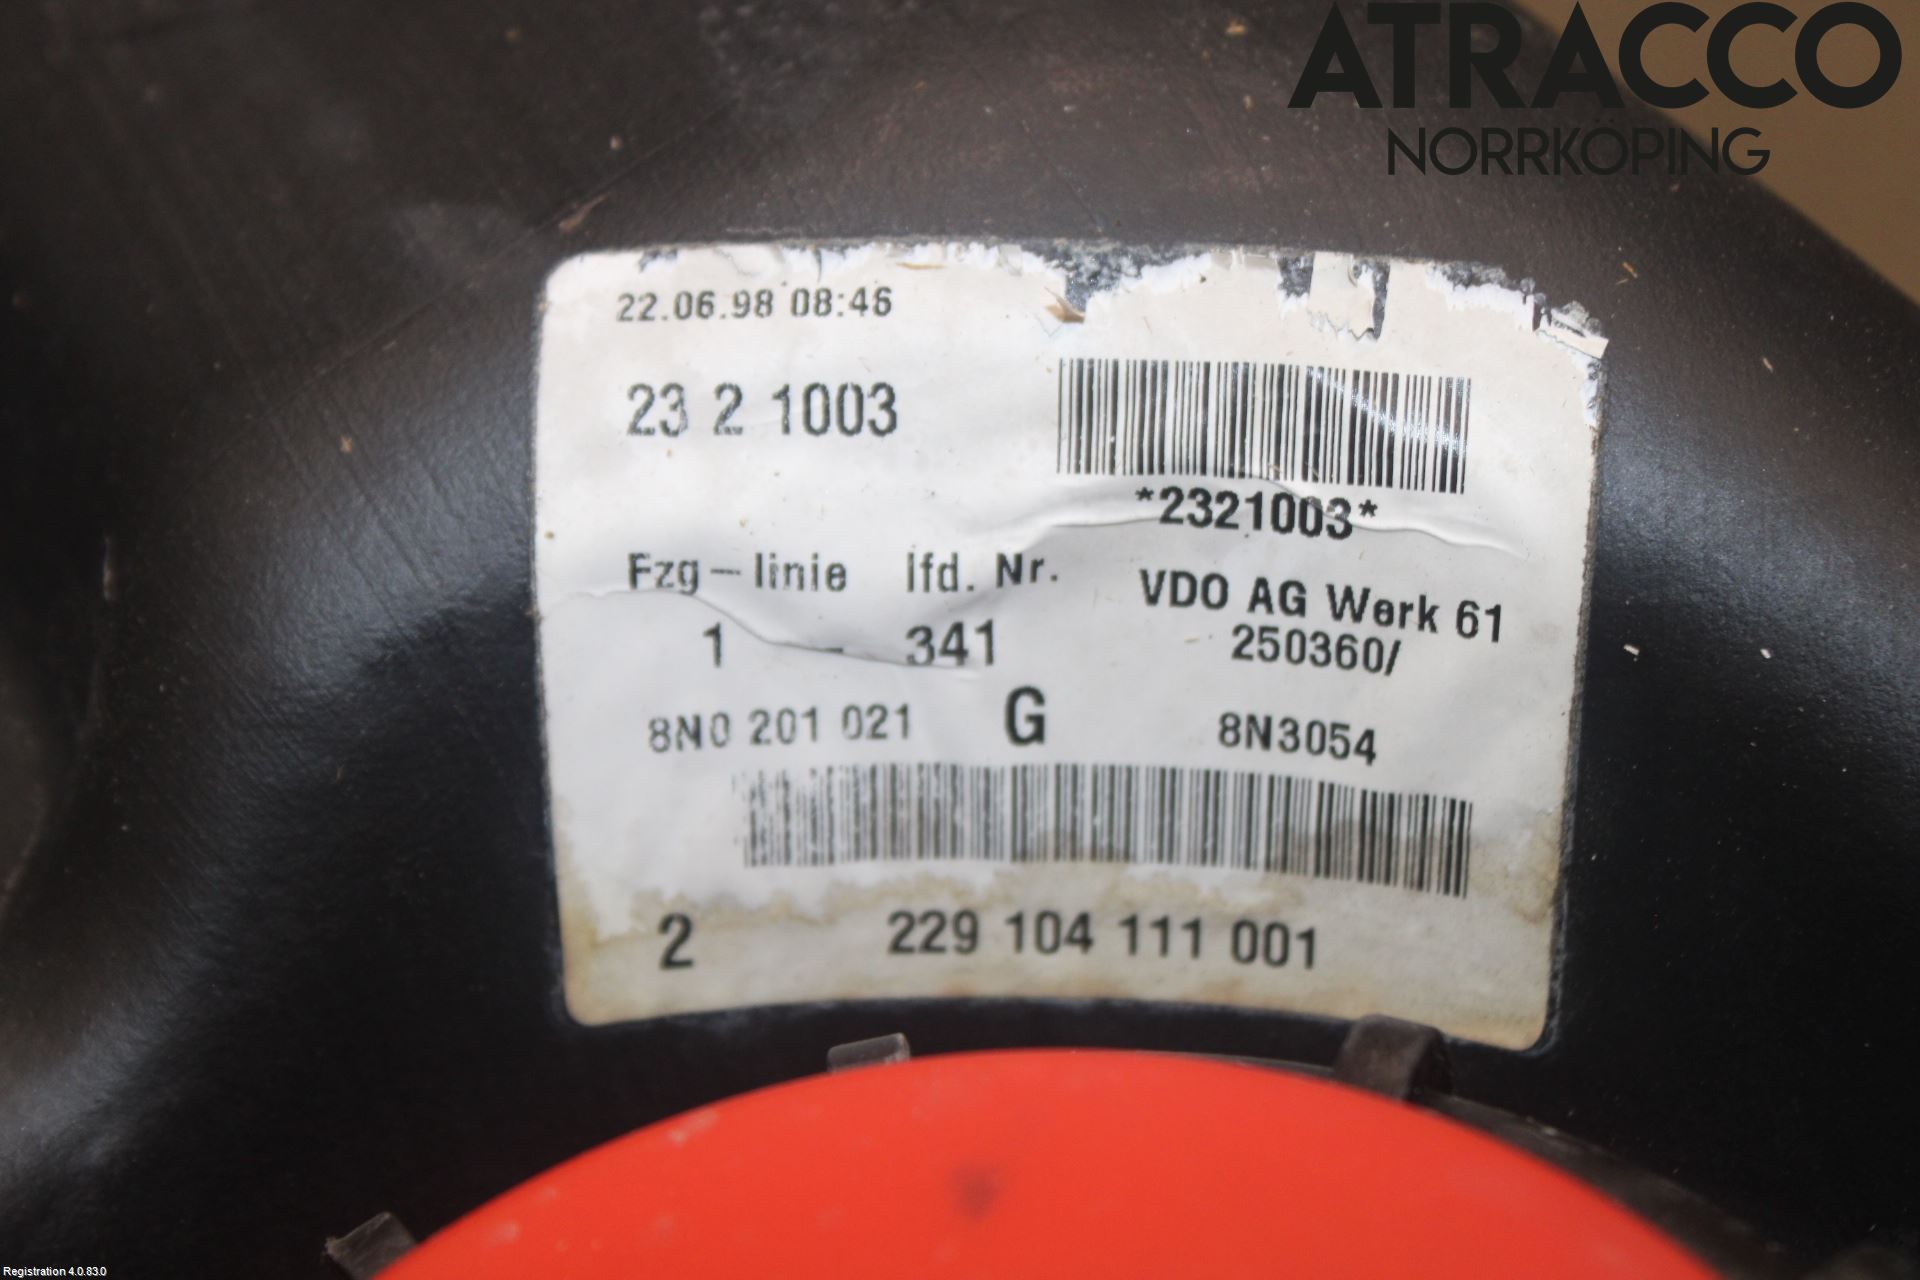 ATRACCO
NORRKÖPING
22.06.98 08:46
23 2 1003
*2321003*
Fzg-linie lfd. Nr.
VDO AG Werk 61
1 - 341
250360/
8N0 201 021 G 8N3054
2 229 104 111 001
Registration 4.0.83.0